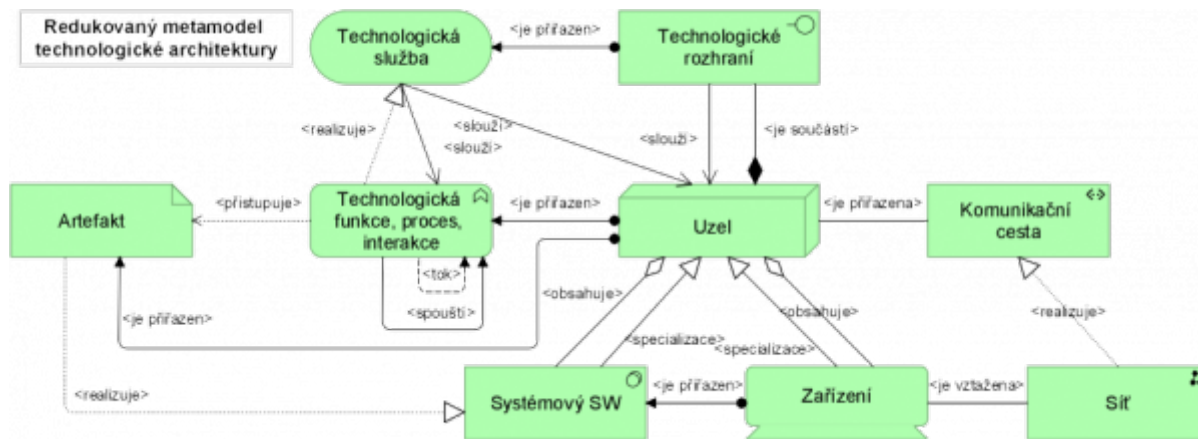 Redukovaný metamodel
technologické architektury
Technologická
služba
<je přiřazen>
Technologické
rozhraní
<realizuje>
<slouží>
<slouží>
<slouží>
<je součástí>
Artefakt
<přistupuje>
Technologická
funkce, proces,
interakce
<je přiřazen>
Uzel
<je přiřazena>
Komunikační
cesta
<tok>
<spouští>
<je přiřazen>
<obsahuje>
<obsahuje>
<realizuje>
<specializace>
<specializace>
<realizuje>
Systémový SW
<je přiřazen>
Zařízení
<je vztažena>
Síť